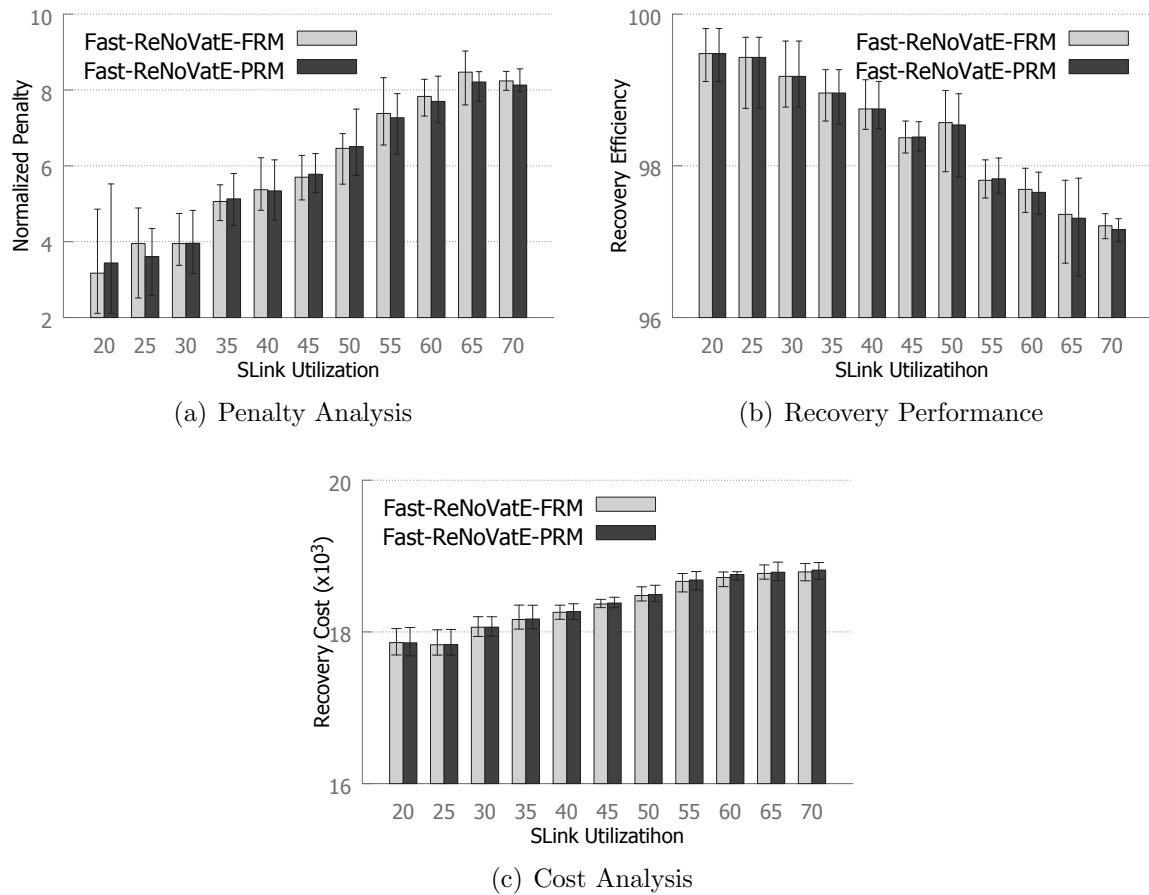 10
8
6
4
2
Normalized Penalty
Fast-ReNoVatE-FRM
Fast-ReNoVatE-PRM
20 25 30 35 40 45 50 55 60 65 70
SLink Utilization
(a) Penalty Analysis
100
98
96
Recovery Efficiency
Fast-ReNoVatE-FRM
Fast-ReNoVatE-PRM
20 25 30 35 40 45 50 55 60 65 70
SLink Utilizatihon
(b) Recovery Performance
20
18
16
Recovery Cost (x10³)
Fast-ReNoVatE-FRM
Fast-ReNoVatE-PRM
20 25 30 35 40 45 50 55 60 65 70
SLink Utilizatihon
(c) Cost Analysis